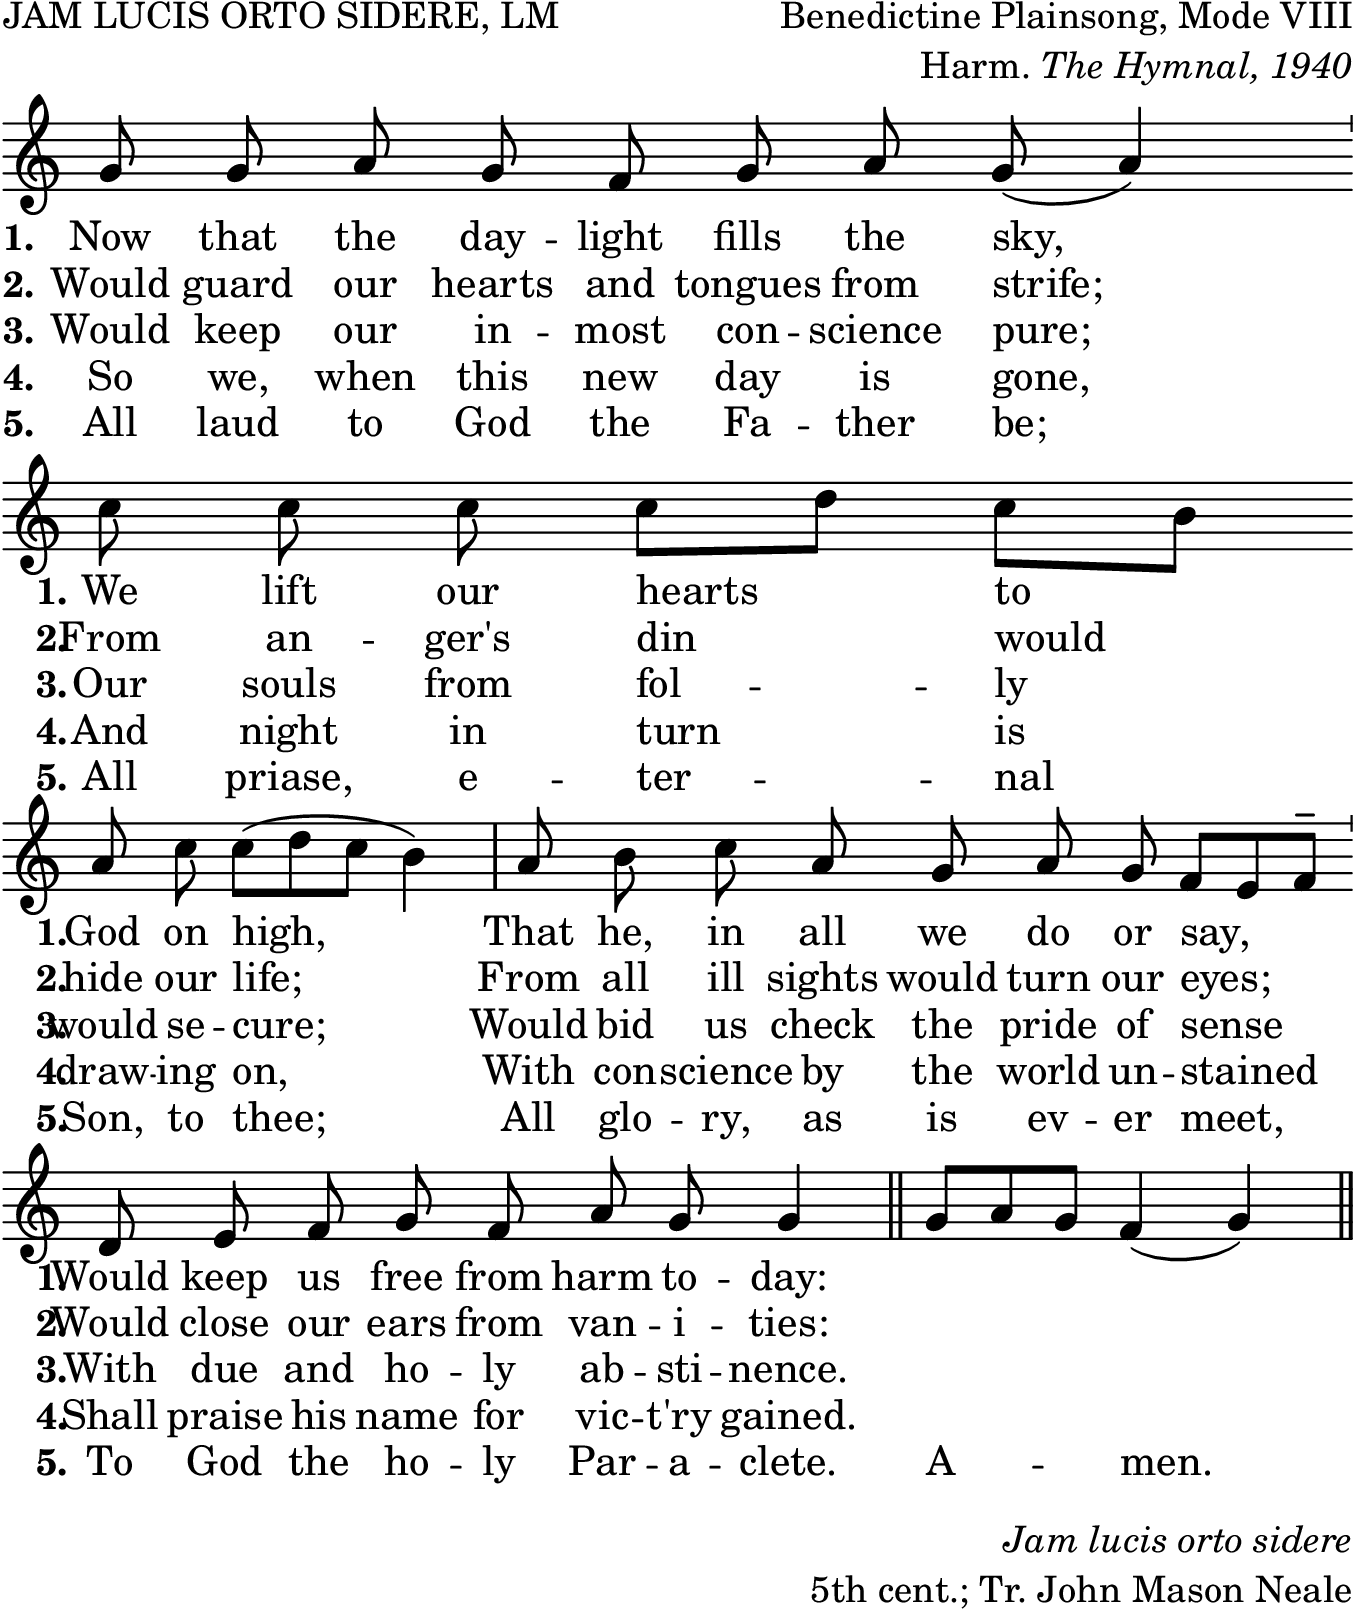 JAM LUCIS ORTO SIDERE, LM Benedictine Plainsong, Mode VIII
Harm. The Hymnal, 1940
1. Now that the day -- light fills the sky,
2. Would guard our hearts and tongues from strife;
3. Would keep our in -- most con -- science pure;
4. So we, when this new day is gone,
5. All laud to God the Fa -- ther be;
1. We lift our hearts to
2. From an -- ger's din would
3. Our souls from fol -- -- ly
4. And night in turn is
5. All priase, e -- ter -- -- nal
1. God on high, That he, in all we do or say,
2. hide our life; From all ill sights would turn our eyes;
3. would se -- cure; Would bid us check the pride of sense
4. draw -- ing on, With con -- science by the world un -- stained
5. Son, to thee; All glo -- ry, as is ev -- er meet,
1. Would keep us free from harm to -- day:
2. Would close our ears from van -- i -- ties:
3. With due and ho -- ly ab -- sti -- nence.
4. Shall praise his name for vic -- t'ry gained.
5. To God the ho -- ly Par -- a -- clete. A -- men.
Jam lucis orto sidere
5th cent.; Tr. John Mason Neale